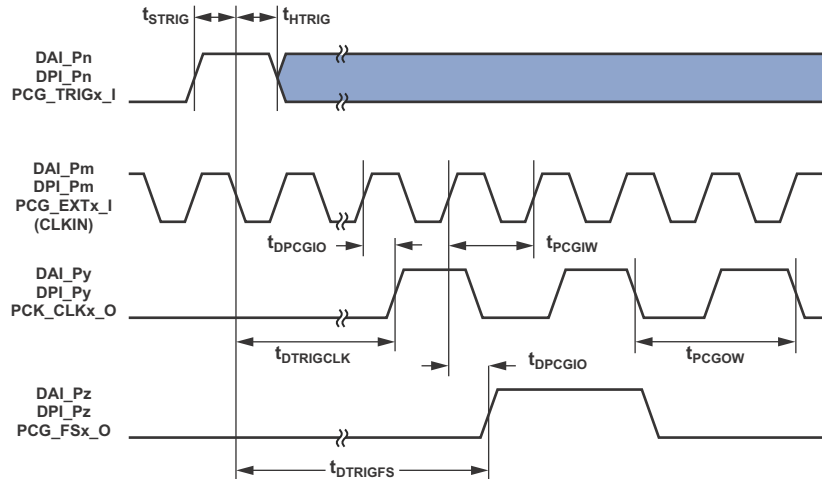 tSTRIG
tHTRIG
DAI_Pn
DPI_Pn
PCG_TRIGx_I
DAI_Pm
DPI_Pm
PCG_EXTx_I
(CLKIN)
tDPCGIO
tPCGIW
DAI_Py
DPI_Py
PCK_CLKx_O
tDTRIGCLK
tDPCGIO
tPCGOW
DAI_Pz
DPI_Pz
PCG_FSx_O
tDTRIGFS